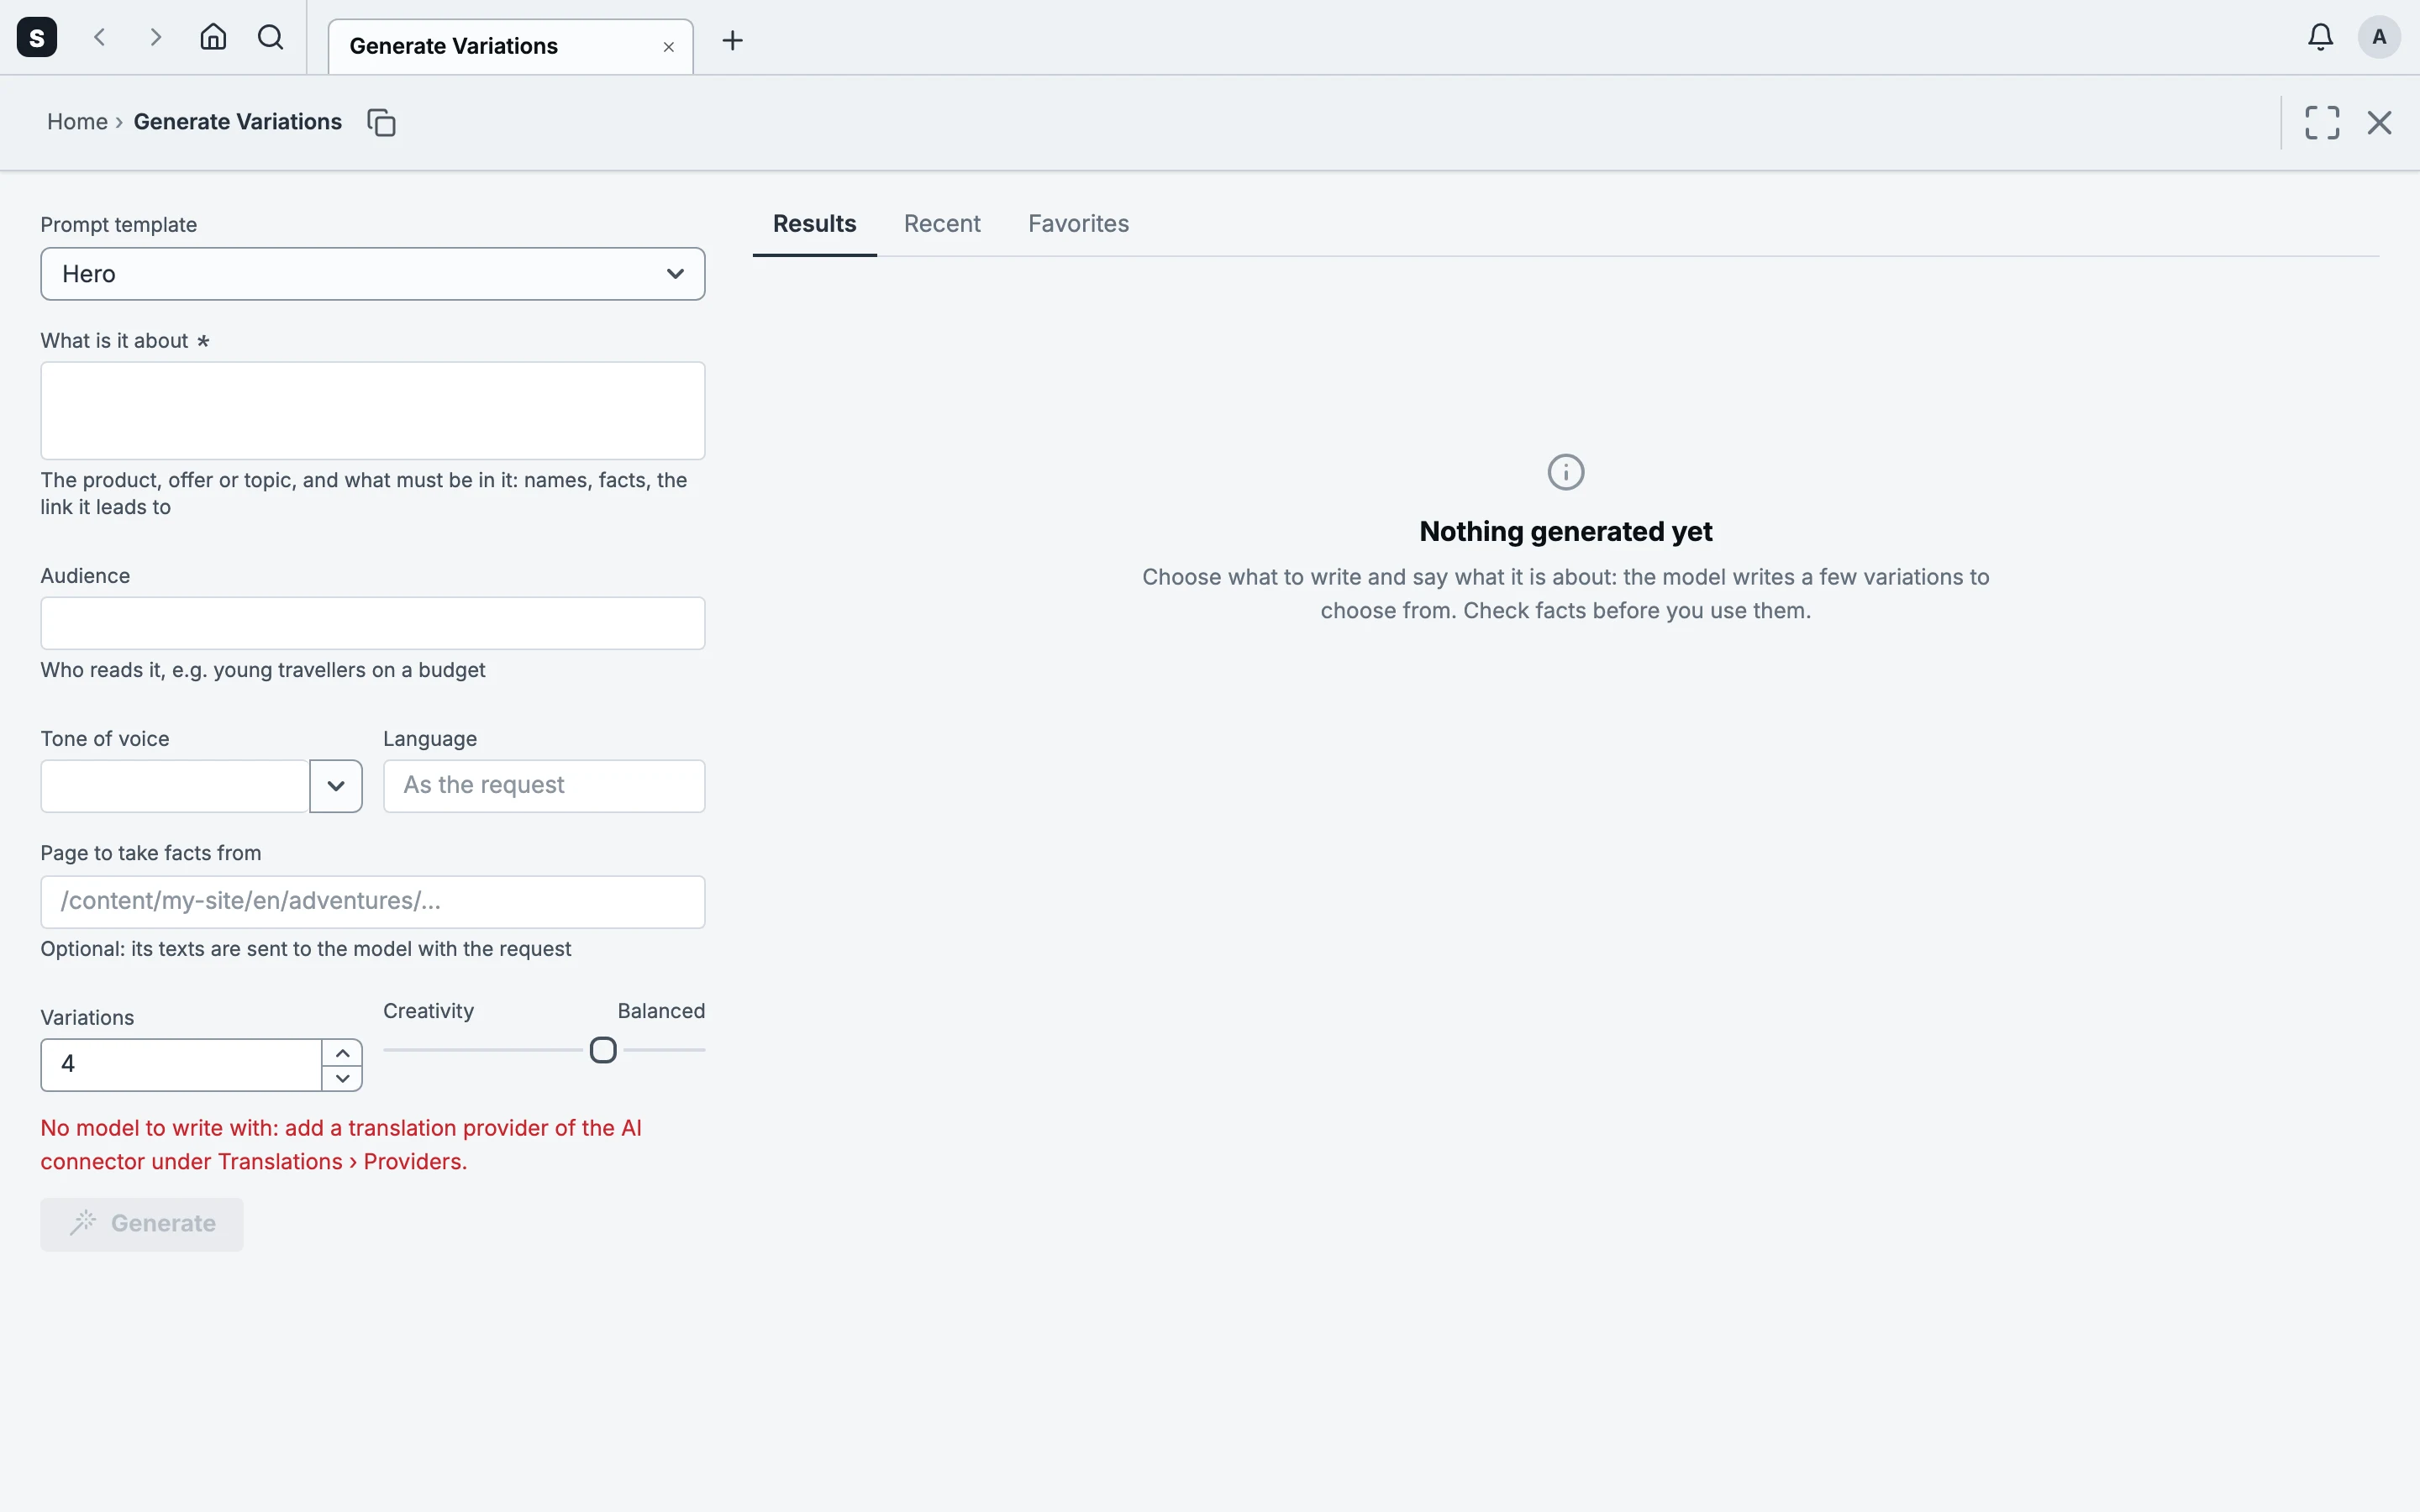 S
Generate Variations
A
Home › Generate Variations
Prompt template
Hero
What is it about *
The product, offer or topic, and what must be in it: names, facts, the
link it leads to
Audience
Who reads it, e.g. young travellers on a budget
Tone of voice
Language
As the request
Page to take facts from
/content/my-site/en/adventures/...
Optional: its texts are sent to the model with the request
Variations
4
Creativity
Balanced
No model to write with: add a translation provider of the AI
connector under Translations › Providers.
Generate
Results
Recent
Favorites
Nothing generated yet
Choose what to write and say what it is about: the model writes a few variations to
choose from. Check facts before you use them.